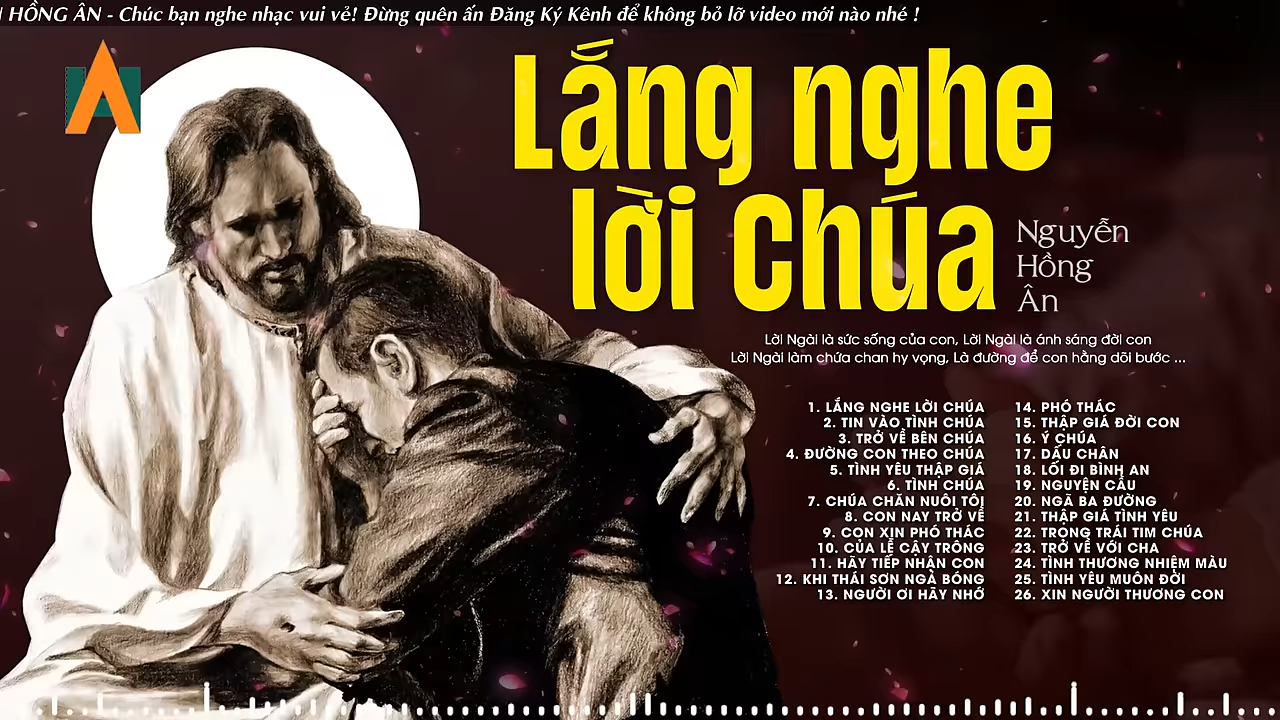 HỒNG ÂN - Chúc bạn nghe nhạc vui vẻ! Đừng quên ấn Đăng Ký Kênh để không bỏ lỡ video mới nào nhé !
Lắng nghe
lời Chúa
Nguyễn
Hồng
Ân
Lời Ngài là sức sống của con, Lời Ngài là ánh sáng đời con
Lời Ngài làm chứa chan hy vọng, Là đường để con hằng dõi bước ...
1. LẮNG NGHE LỜI CHÚA
2. TIN VÀO TÌNH CHÚA
3. TRỞ VỀ BÊN CHÚA
4. ĐƯỜNG CON THEO CHÚA
5. TÌNH YÊU THẬP GIÁ
6. TÌNH CHÚA
7. CHÚA CHĂN NUÔI TÔI
8. CON NAY TRỞ VỀ
9. CON XIN PHÓ THÁC
10. CỦA LỄ CẬY TRÔNG
11. HÃY TIẾP NHẬN CON
12. KHI THÁI SƠN NGẢ BÓNG
13. NGƯỜI ƠI HÃY NHỚ
14. PHÓ THÁC
15. THẬP GIÁ ĐỜI CON
16. Ý CHÚA
17. DẤU CHÂN
18. LỐI ĐI BÌNH AN
19. NGUYỆN CẦU
20. NGÃ BA ĐƯỜNG
21. THẬP GIÁ TÌNH YÊU
22. TRONG TRÁI TIM CHÚA
23. TRỞ VỀ VỚI CHA
24. TÌNH THƯƠNG NHIỆM MÀU
25. TÌNH YÊU MUÔN ĐỜI
26. XIN NGƯỜI THƯƠNG CON